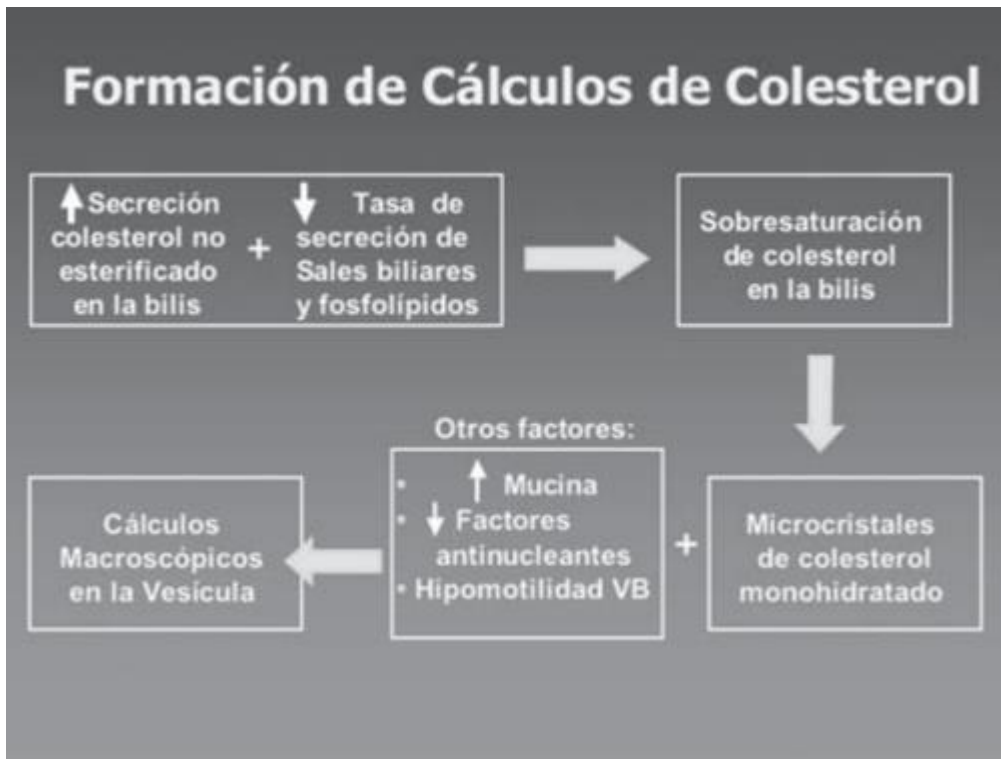 Formación de Cálculos de Colesterol
Secreción
colesterol no
esterificado
en la bilis
+
Tasa de
secreción de
Sales biliares
y fosfolípidos
Sobresaturación
de colesterol
en la bilis
Microcristales
de colesterol
monohidratado
+
Otros factores:
• Mucina
• Factores
antinucleantes
• Hipomotilidad VB
Cálculos
Macroscópicos
en la Vesícula